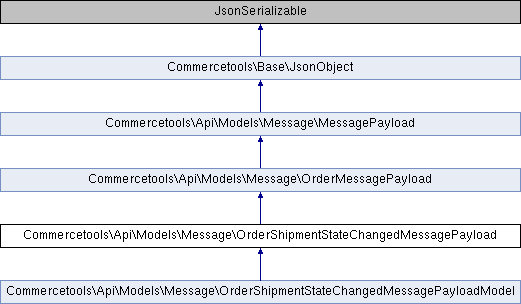 JsonSerializable
Commercetools\Base\JsonObject
Commercetools\Api\Models\Message\MessagePayload
Commercetools\Api\Models\Message\OrderMessagePayload
Commercetools\Api\Models\Message\OrderShipmentStateChangedMessagePayload
Commercetools\Api\Models\Message\OrderShipmentStateChangedMessagePayloadModel